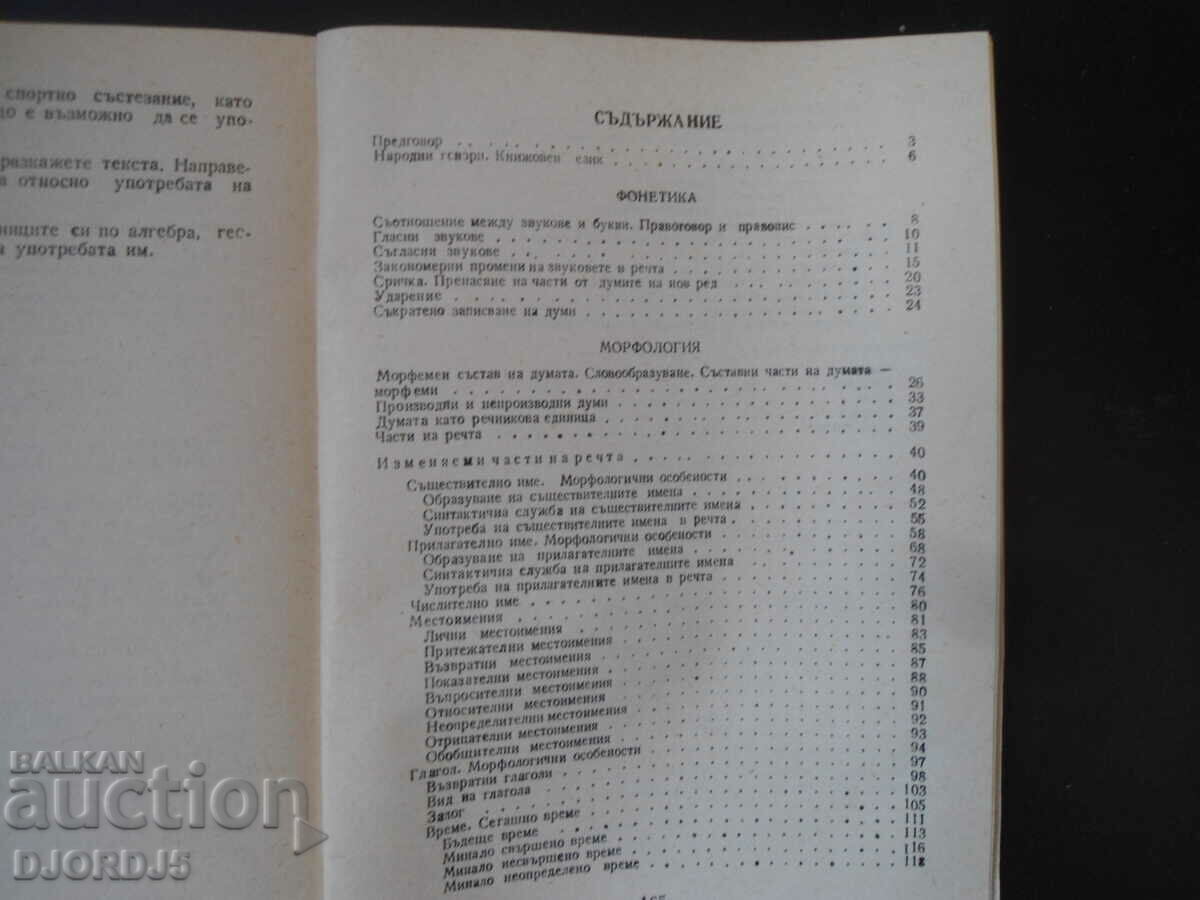 спортно състезание, като
до е възможно да се упо-
разкажете текста. Направе-
а относно употребата на
ниците си по алгебра, гес-
а употребата им.
СЪДЪРЖАНИЕ
Предговор 3
Народни говори. Книжовен език 6
ФОНЕТИКА
Съотношение между звукове и букви. Правоговор и правопис 8
Гласни звукове 10
Съгласни звукове 11
Закономерни промени на звуковете в речта 15
Сричка. Пренасяне на части от думите на нов ред 20
Ударение 23
Съкратено записване на думи 24
МОРФОЛОГИЯ
Морфемен състав на думата. Словообразуване. Съставни части на думата —
морфеми 26
Производни и непроизводни думи 33
Думата като речникова единица 37
Части на речта 39
Изменяеми части на речта 40
Съществително име. Морфологични особености 40
Образуване на съществителните имена 48
Синтактична служба на съществителните имена 52
Употреба на съществителните имена в речта 55
Прилагателно име. Морфологични особености 58
Образуване на прилагателните имена 68
Синтактична служба на прилагателните имена 72
Употреба на прилагателните имена в речта 74
Числително име 76
Местоимения 80
Лични местоимения 81
Притежателни местоимения 83
Възвратни местоимения 85
Показателни местоимения 87
Въпросителни местоимения 88
Относителни местоимения 90
Неопределителни местоимения 91
Отрицателни местоимения 92
Обобщителни местоимения 93
Глагол. Морфологични особености 94
Възвратни глаголи 97
Вид на глагола 98
Залог 103
Време. Сегашно време 105
Бъдеще време 111
Минало свършено време 113
Минало несвършено време 116
Минало неопределено време 118
BALKAN
auction
DJORDJ5